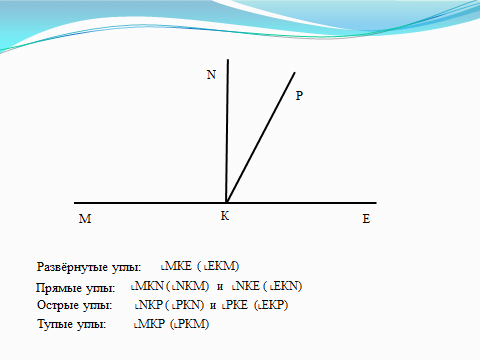 N
P
M
K
E
Развёрнутые углы: ∟MKE (∟EKM)
Прямые углы: ∟MKN (∟NKM) и ∟NKE (∟EKN)
Острые углы: ∟NKP (∟PKN) и ∟PKE (∟EKP)
Тупые углы: ∟MKP (∟PKM)